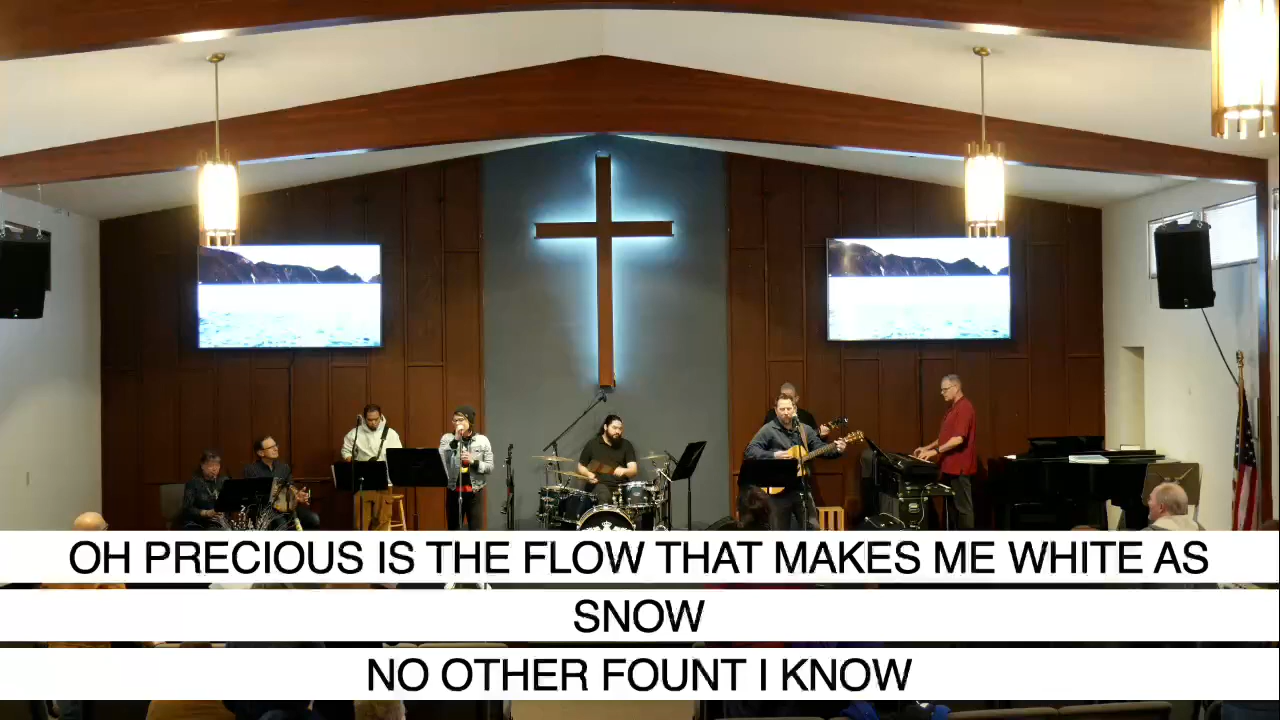 OH PRECIOUS IS THE FLOW THAT MAKES ME WHITE AS
SNOW
NO OTHER FOUNT I KNOW